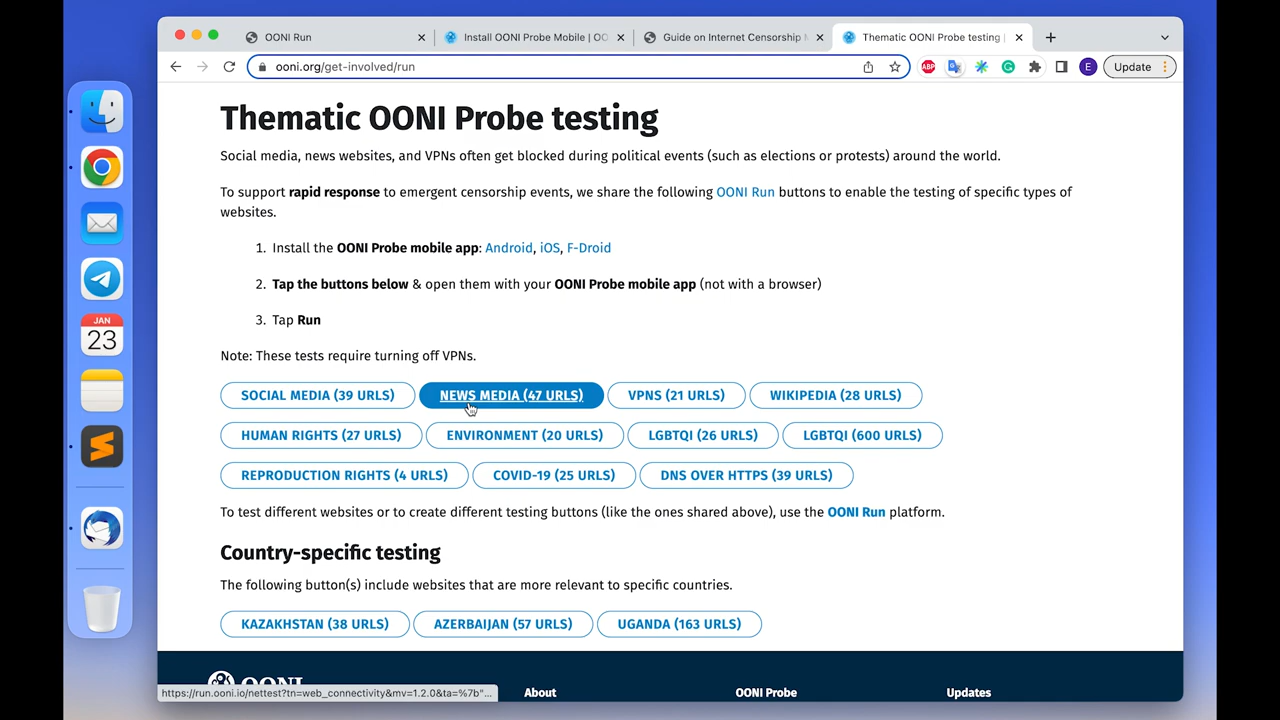 OONI Run
Install OONI Probe Mobile | OO
Guide on Internet Censorship
Thematic OONI Probe testing |
ooni.org/get-involved/run
ABP
E
Update
Thematic OONI Probe testing
Social media, news websites, and VPNs often get blocked during political events (such as elections or protests) around the world.
To support rapid response to emergent censorship events, we share the following OONI Run buttons to enable the testing of specific types of
websites.
1. Install the OONI Probe mobile app: Android, iOS, F-Droid
2. Tap the buttons below & open them with your OONI Probe mobile app (not with a browser)
3. Tap Run
Note: These tests require turning off VPNs.
SOCIAL MEDIA (39 URLS) NEWS MEDIA (47 URLS) VPNS (21 URLS) WIKIPEDIA (28 URLS)
HUMAN RIGHTS (27 URLS) ENVIRONMENT (20 URLS) LGBTQI (26 URLS) LGBTQI (600 URLS)
REPRODUCTION RIGHTS (4 URLS) COVID-19 (25 URLS) DNS OVER HTTPS (39 URLS)
To test different websites or to create different testing buttons (like the ones shared above), use the OONI Run platform.
Country-specific testing
The following button(s) include websites that are more relevant to specific countries.
KAZAKHSTAN (38 URLS) AZERBAIJAN (57 URLS) UGANDA (163 URLS)
JAN
23
OONI
About
OONI Probe
Updates
https://run.ooni.io/nettest?tn=web_connectivity&mv=1.2.0&ta=%7b"...